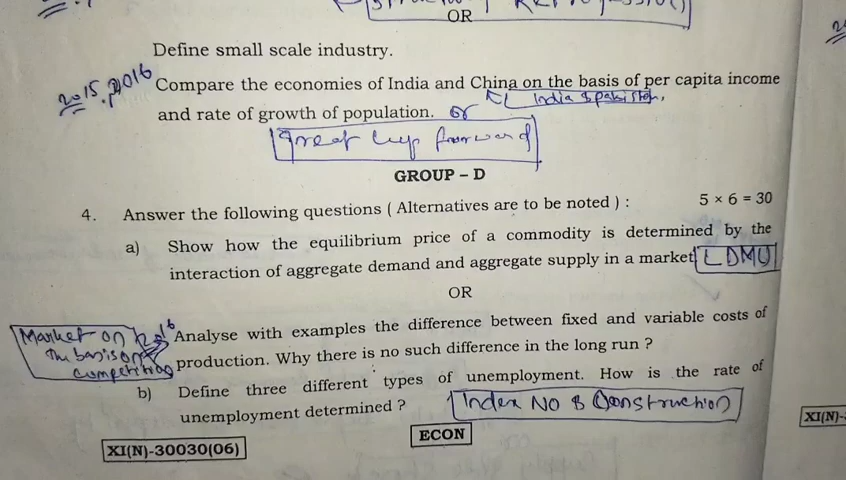 OR
Define small scale industry.
2015, 2016
Compare the economies of India and China on the basis of per capita income
India & Pakistan,
and rate of growth of population. or
Great Leap forward
GROUP – D
4. Answer the following questions ( Alternatives are to be noted ) : 5 × 6 = 30
a) Show how the equilibrium price of a commodity is determined by the
interaction of aggregate demand and aggregate supply in a market LDMU
OR
Market on
the basis of
competition
Analyse with examples the difference between fixed and variable costs of
production. Why there is no such difference in the long run ?
b) Define three different types of unemployment. How is the rate of
unemployment determined ? Index No & Construction
XI(N)-30030(06)
ECON
XI(N)-